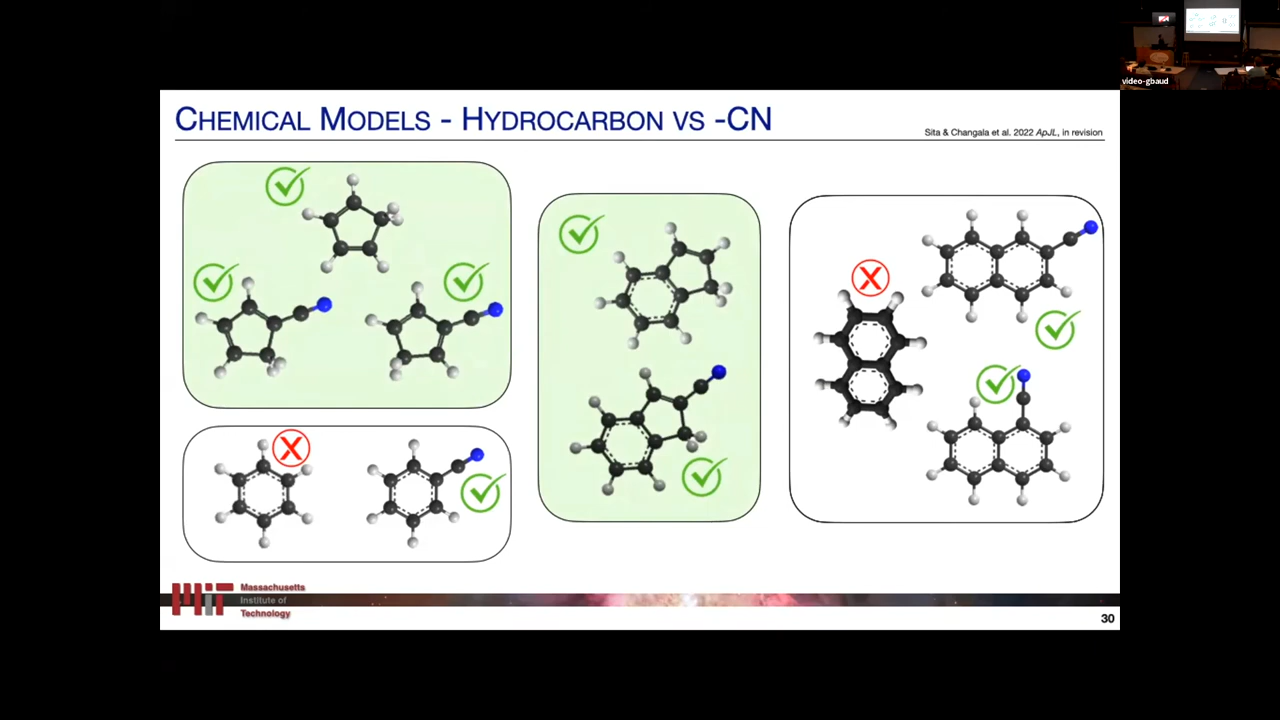 video-gbaud
CHEMICAL MODELS - HYDROCARBON VS -CN
Sita & Changala et al. 2022 ApJL, in revision
X
X
Massachusetts
Institute of
Technology
30